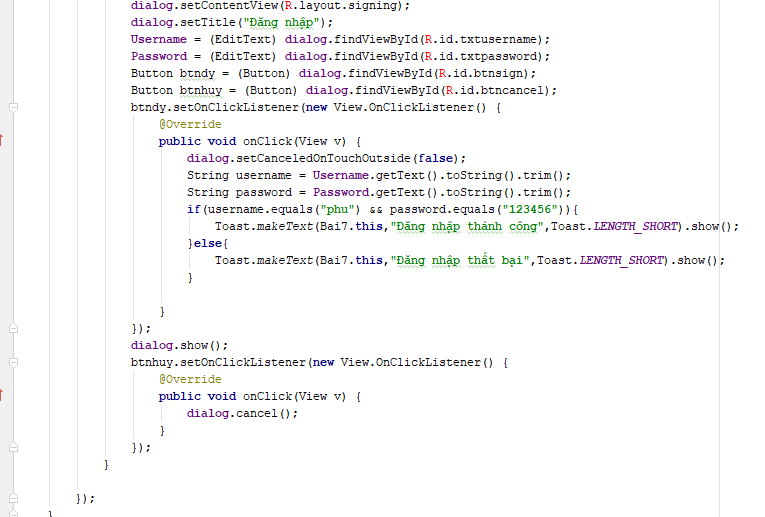 dialog.setContentView(R.layout.signing);
dialog.setTitle("Đăng nhập");
Username = (EditText) dialog.findViewById(R.id.txtusername);
Password = (EditText) dialog.findViewById(R.id.txtpassword);
Button btndy = (Button) dialog.findViewById(R.id.btnsign);
Button btnhuy = (Button) dialog.findViewById(R.id.btncancel);
btndy.setOnClickListener(new View.OnClickListener() {
@Override
public void onClick(View v) {
dialog.setCanceledOnTouchOutside(false);
String username = Username.getText().toString().trim();
String password = Password.getText().toString().trim();
if(username.equals("phu") && password.equals("123456")){
Toast.makeText(Bai7.this,"Đăng nhập thành công",Toast.LENGTH_SHORT).show();
}else{
Toast.makeText(Bai7.this,"Đăng nhập thất bại",Toast.LENGTH_SHORT).show();
}
}
});
dialog.show();
btnhuy.setOnClickListener(new View.OnClickListener() {
@Override
public void onClick(View v) {
dialog.cancel();
}
});
}
});
}